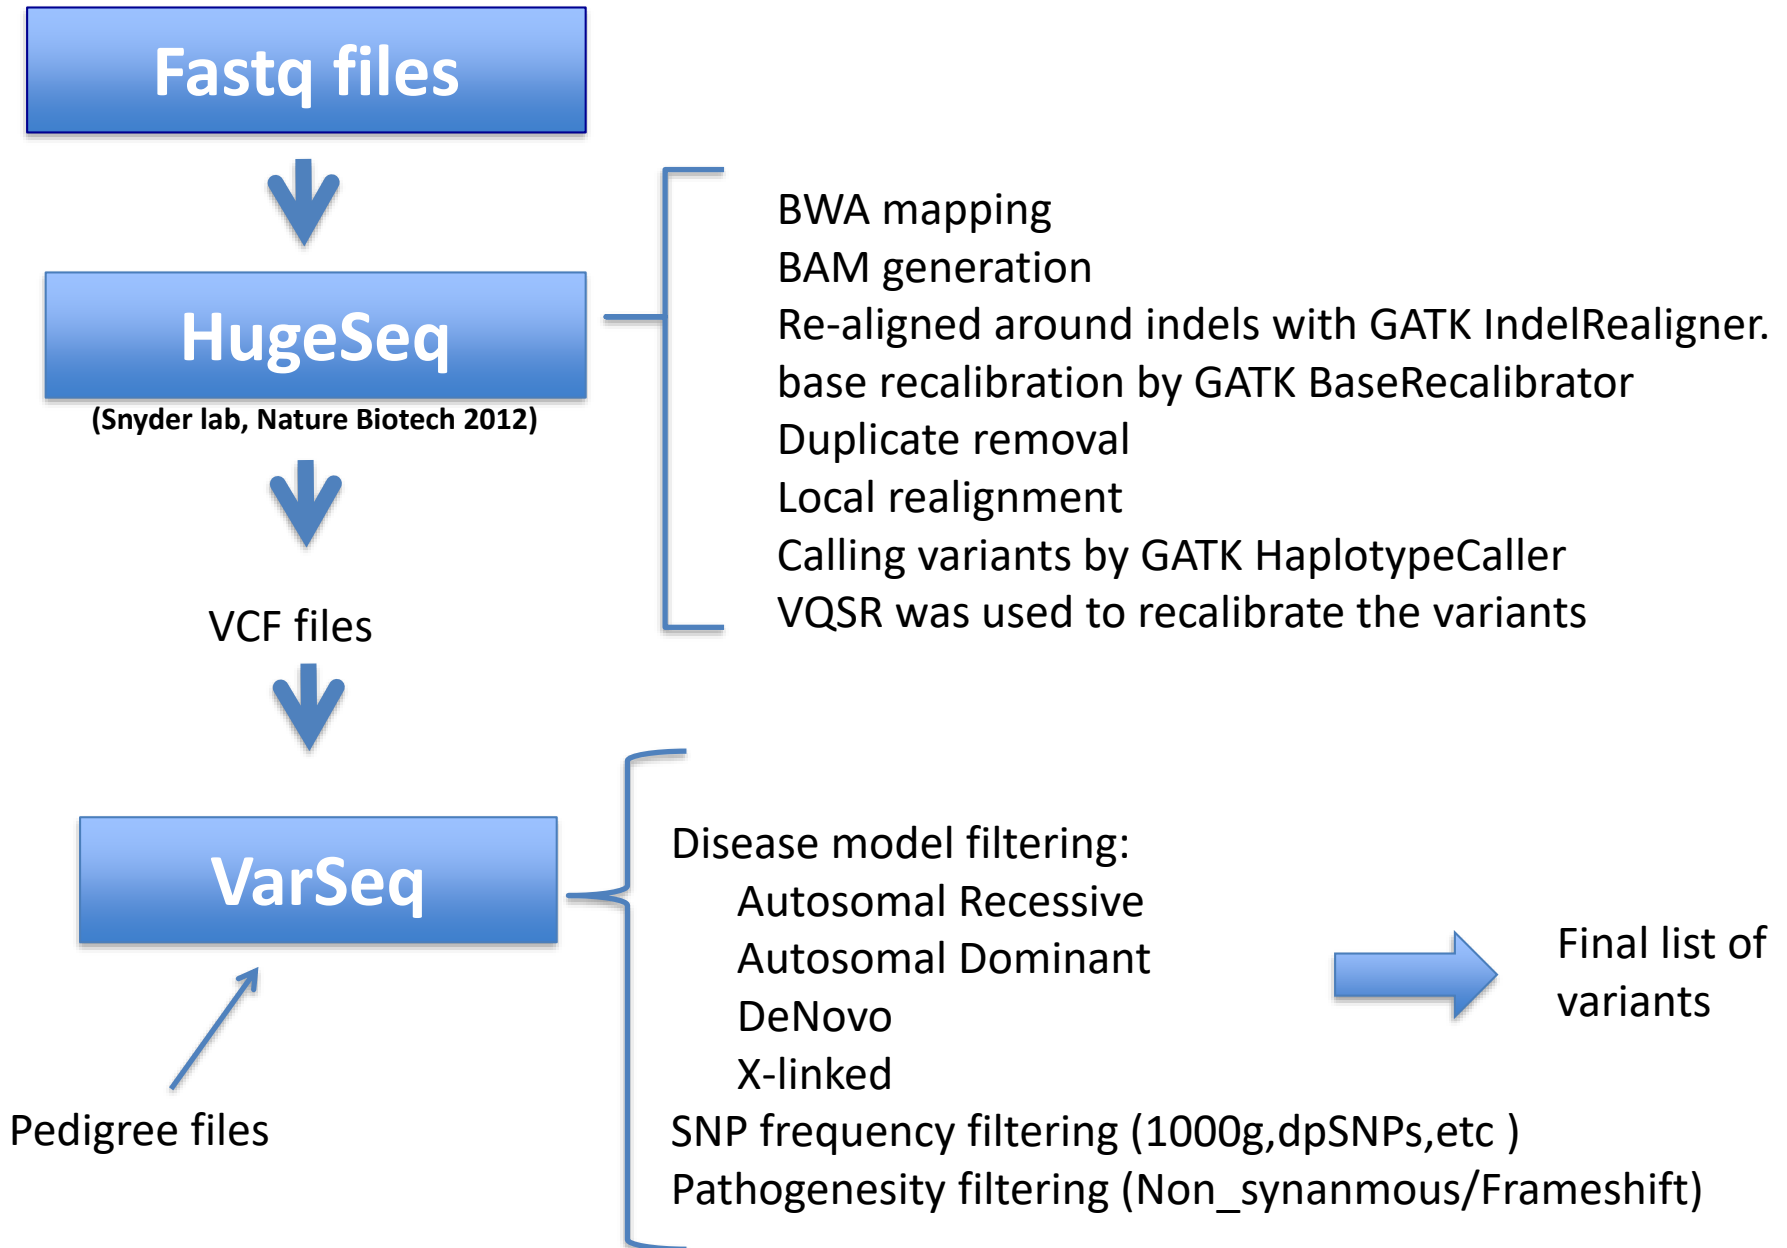 Fastq files
HugeSeq
(Snyder lab, Nature Biotech 2012)
BWA mapping
BAM generation
Re-aligned around indels with GATK IndelRealigner.
base recalibration by GATK BaseRecalibrator
Duplicate removal
Local realignment
Calling variants by GATK HaplotypeCaller
VQSR was used to recalibrate the variants
VCF files
VarSeq
Pedigree files
Disease model filtering:
Autosomal Recessive
Autosomal Dominant
DeNovo
X-linked
SNP frequency filtering (1000g,dpSNPs,etc )
Pathogenesity filtering (Non_synanmous/Frameshift)
Final list of
variants